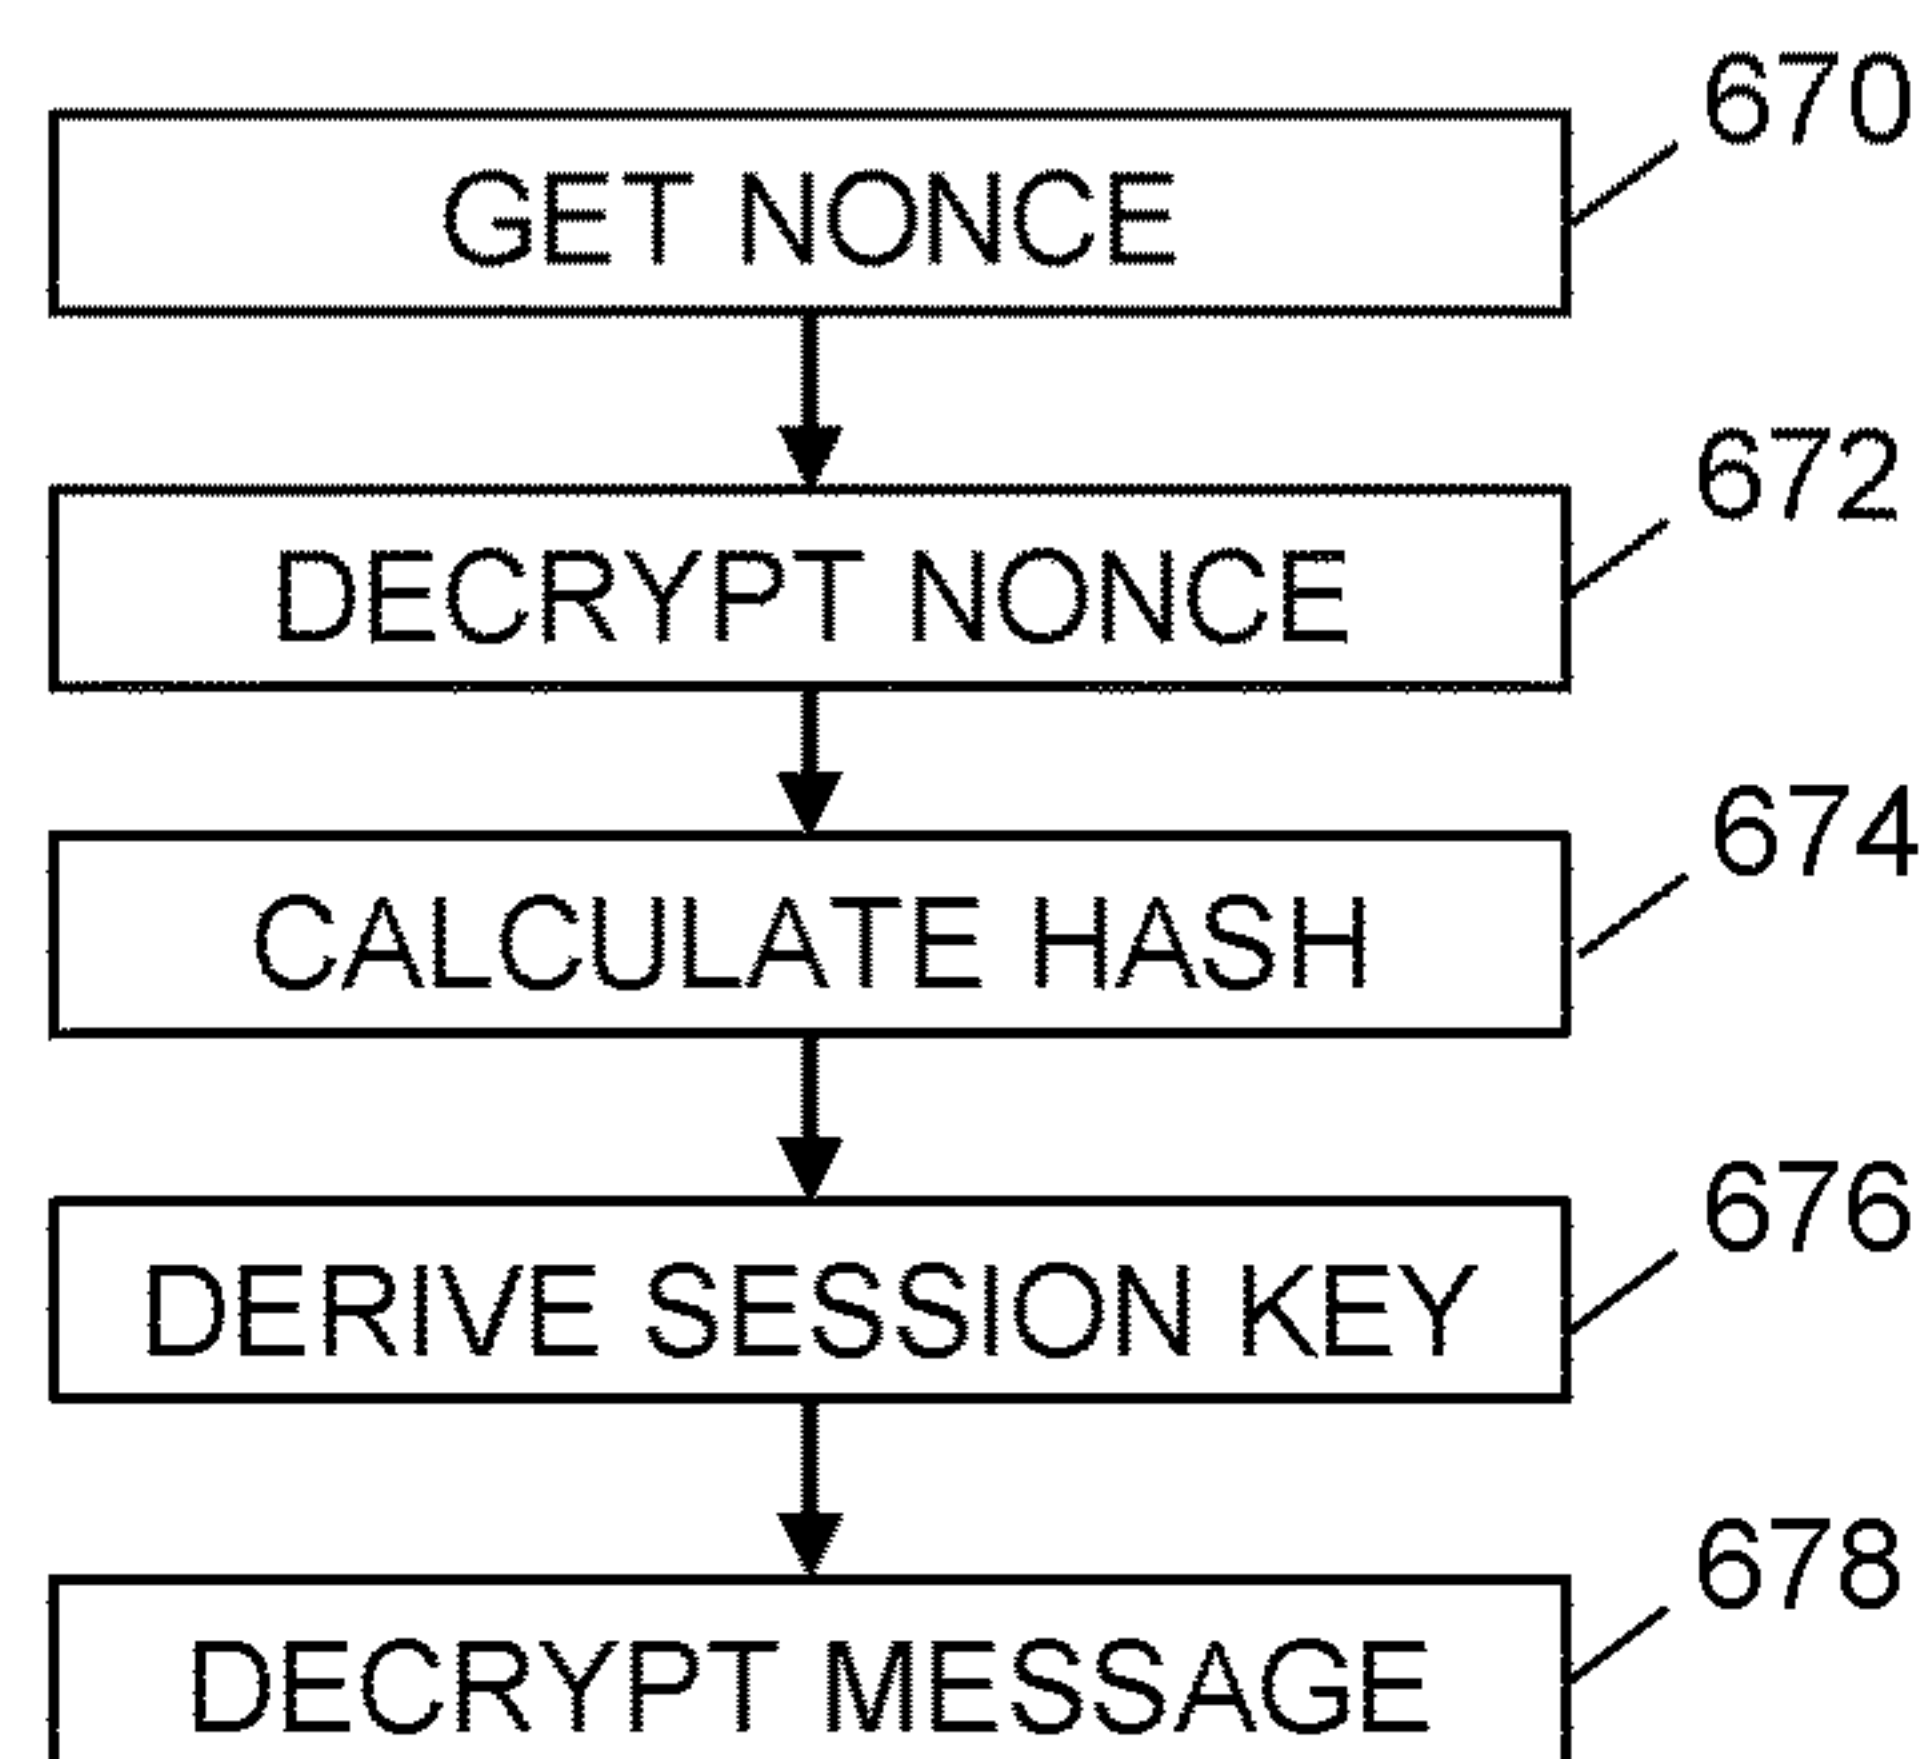 670
GET NONCE
672
DECRYPT NONCE
674
CALCULATE HASH
676
DERIVE SESSION KEY
678
DECRYPT MESSAGE